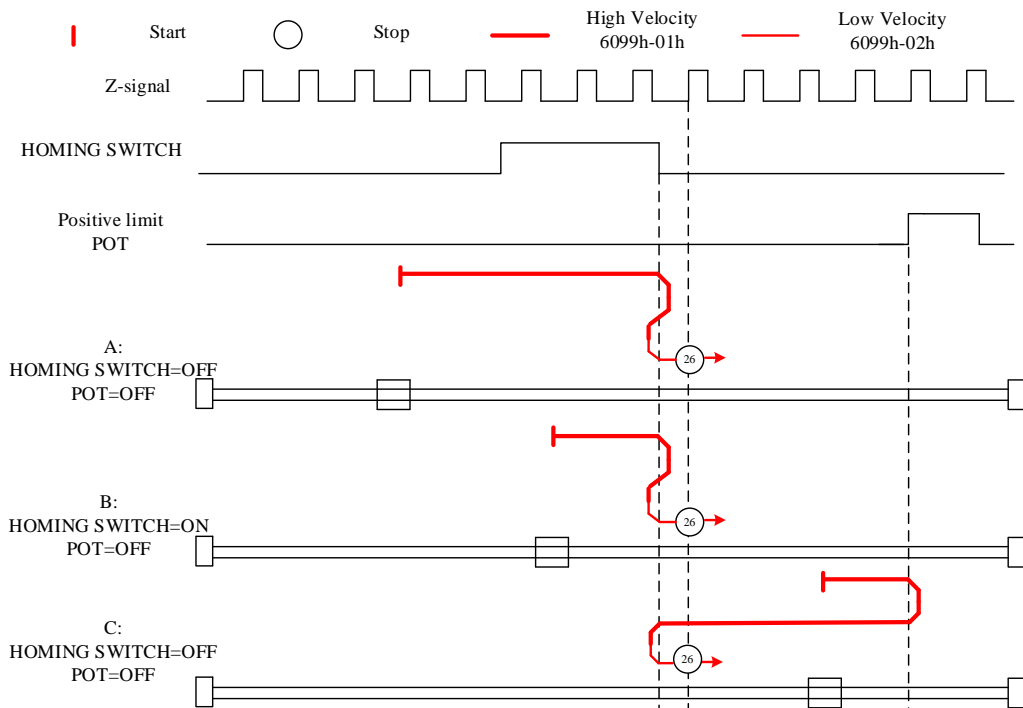 Start
Stop
High Velocity
6099h-01h
Low Velocity
6099h-02h
Z-signal
HOMING SWITCH
Positive limit
POT
A:
HOMING SWITCH=OFF
POT=OFF
26
B:
HOMING SWITCH=ON
POT=OFF
26
C:
HOMING SWITCH=OFF
POT=OFF
26